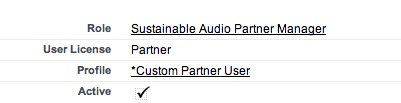 Role Sustainable Audio Partner Manager
User License Partner
Profile *Custom Partner User
Active ✓